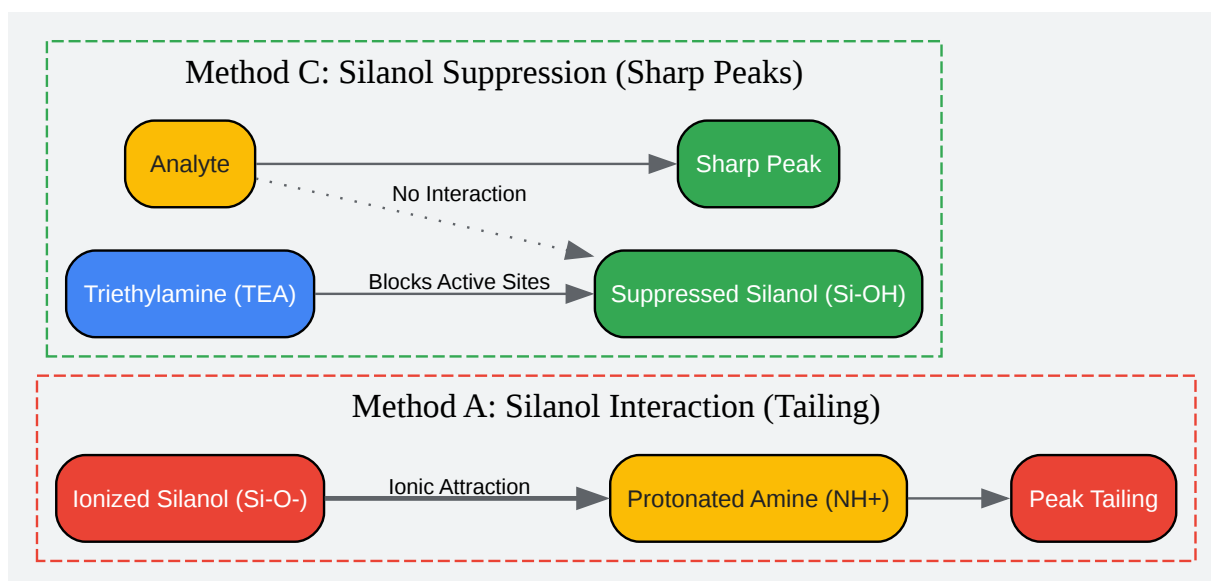 Method C: Silanol Suppression (Sharp Peaks)
Analyte
Sharp Peak
No Interaction
Triethylamine (TEA)
Blocks Active Sites
Suppressed Silanol (Si-OH)
Method A: Silanol Interaction (Tailing)
Ionized Silanol (Si-O-)
Ionic Attraction
Protonated Amine (NH+)
Peak Tailing